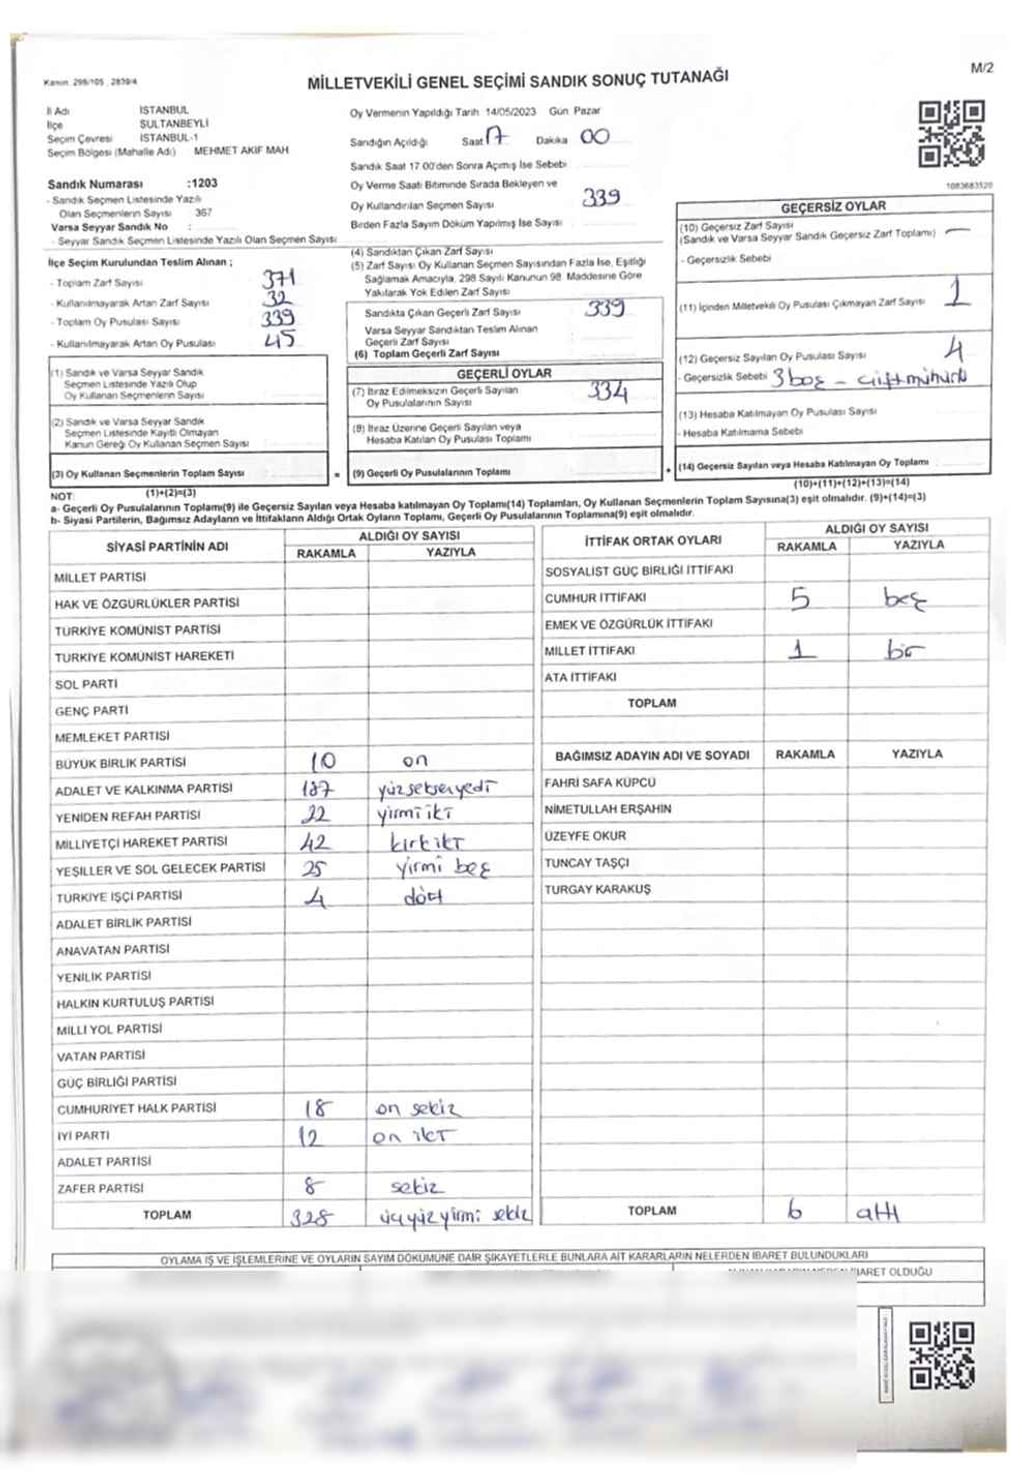 Kanun: 298/105, 2839/4
MİLLETVEKİLİ GENEL SEÇİMİ SANDIK SONUÇ TUTANAĞI
M/2
İl Adı İSTANBUL
İlçe SULTANBEYLİ
Seçim Çevresi İSTANBUL-1
Seçim Bölgesi (Mahalle Adı) MEHMET AKİF MAH
Sandık Numarası :1203
- Sandık Seçmen Listesinde Yazılı
Olan Seçmenlerin Sayısı 367
Varsa Seyyar Sandık No :
- Seyyar Sandık Seçmen Listesinde Yazılı Olan Seçmen Sayısı
İlçe Seçim Kurulundan Teslim Alınan ;
- Toplam Zarf Sayısı 371
- Kullanılmayarak Artan Zarf Sayısı 32
- Toplam Oy Pusulası Sayısı 339
- Kullanılmayarak Artan Oy Pusulası 45
(1) Sandık ve Varsa Seyyar Sandık
Seçmen Listesinde Yazılı Olup
Oy Kullanan Seçmenlerin Sayısı
(2) Sandık ve Varsa Seyyar Sandık
Seçmen Listesinde Kayıtlı Olmayan
Kanun Gereği Oy Kullanan Seçmen Sayısı
(3) Oy Kullanan Seçmenlerin Toplam Sayısı
(1)+(2)=(3)
Oy Vermenin Yapıldığı Tarih 14/05/2023 Gün Pazar
Sandığın Açıldığı Saat 17 Dakika 00
Sandık Saat 17:00'den Sonra Açılmış İse Sebebi
Oy Verme Saati Bitiminde Sırada Bekleyen ve
Oy Kullandırılan Seçmen Sayısı 339
Birden Fazla Sayım Döküm Yapılmış İse Sayısı
(4) Sandıktan Çıkan Zarf Sayısı
(5) Zarf Sayısı Oy Kullanan Seçmen Sayısından Fazla İse, Eşitliği
Sağlamak Amacıyla, 298 Sayılı Kanunun 98. Maddesine Göre
Yakılarak Yok Edilen Zarf Sayısı
Sandıkta Çıkan Geçerli Zarf Sayısı 339
Varsa Seyyar Sandıktan Teslim Alınan
Geçerli Zarf Sayısı
(6) Toplam Geçerli Zarf Sayısı
GEÇERLİ OYLAR
(7) İtiraz Edilmeksizin Geçerli Sayılan
Oy Pusulalarının Sayısı 334
(8) İtiraz Üzerine Geçerli Sayılan veya
Hesaba Katılan Oy Pusulası Toplamı
= (9) Geçerli Oy Pusulalarının Toplamı
1083683520
GEÇERSİZ OYLAR
(10) Geçersiz Zarf Sayısı
(Sandık ve Varsa Seyyar Sandık Geçersiz Zarf Toplamı) —
- Geçersizlik Sebebi
(11) İçinden Milletvekili Oy Pusulası Çıkmayan Zarf Sayısı 1
(12) Geçersiz Sayılan Oy Pusulası Sayısı 4
- Geçersizlik Sebebi 3 boş - çift mühürlü
(13) Hesaba Katılmayan Oy Pusulası Sayısı
- Hesaba Katılmama Sebebi
+ (14) Geçersiz Sayılan veya Hesaba Katılmayan Oy Toplamı
(10)+(11)+(12)+(13)=(14)
NOT:
a- Geçerli Oy Pusulalarının Toplamı(9) ile Geçersiz Sayılan veya Hesaba katılmayan Oy Toplamı(14) Toplamları, Oy Kullanan Seçmenlerin Toplam Sayısına(3) eşit olmalıdır. (9)+(14)=(3)
b- Siyasi Partilerin, Bağımsız Adayların ve İttifakların Aldığı Ortak Oyların Toplamı, Geçerli Oy Pusulalarının Toplamına(9) eşit olmalıdır.
SİYASİ PARTİNİN ADI ALDIĞI OY SAYISI
RAKAMLA YAZIYLA
MİLLET PARTİSİ
HAK VE ÖZGÜRLÜKLER PARTİSİ
TÜRKİYE KOMÜNİST PARTİSİ
TÜRKİYE KOMÜNİST HAREKETİ
SOL PARTİ
GENÇ PARTİ
MEMLEKET PARTİSİ
BÜYÜK BİRLİK PARTİSİ 10 on
ADALET VE KALKINMA PARTİSİ 187 yüzseksenyedi
YENİDEN REFAH PARTİSİ 22 yirmi iki
MİLLİYETÇİ HAREKET PARTİSİ 42 kırk iki
YEŞİLLER VE SOL GELECEK PARTİSİ 25 yirmi beş
TÜRKİYE İŞÇİ PARTİSİ 4 dört
ADALET BİRLİK PARTİSİ
ANAVATAN PARTİSİ
YENİLİK PARTİSİ
HALKIN KURTULUŞ PARTİSİ
MİLLİ YOL PARTİSİ
VATAN PARTİSİ
GÜÇ BİRLİĞİ PARTİSİ
CUMHURİYET HALK PARTİSİ 18 on sekiz
İYİ PARTİ 12 on iki
ADALET PARTİSİ
ZAFER PARTİSİ 8 sekiz
TOPLAM 328 üçyüzyirmi sekiz
İTTİFAK ORTAK OYLARI ALDIĞI OY SAYISI
RAKAMLA YAZIYLA
SOSYALİST GÜÇ BİRLİĞİ İTTİFAKI
CUMHUR İTTİFAKI 5 beş
EMEK VE ÖZGÜRLÜK İTTİFAKI
MİLLET İTTİFAKI 1 bir
ATA İTTİFAKI
TOPLAM
BAĞIMSIZ ADAYIN ADI VE SOYADI RAKAMLA YAZIYLA
FAHRİ SAFA KÜPCÜ
NİMETULLAH ERŞAHİN
ÜZEYFE OKUR
TUNCAY TAŞÇI
TURGAY KARAKUŞ
TOPLAM 6 altı
OYLAMA İŞ VE İŞLEMLERİNE VE OYLARIN SAYIM DÖKÜMÜNE DAİR ŞİKAYETLERLE BUNLARA AİT KARARLARIN NELERDEN İBARET BULUNDUKLARI
OLDUĞU